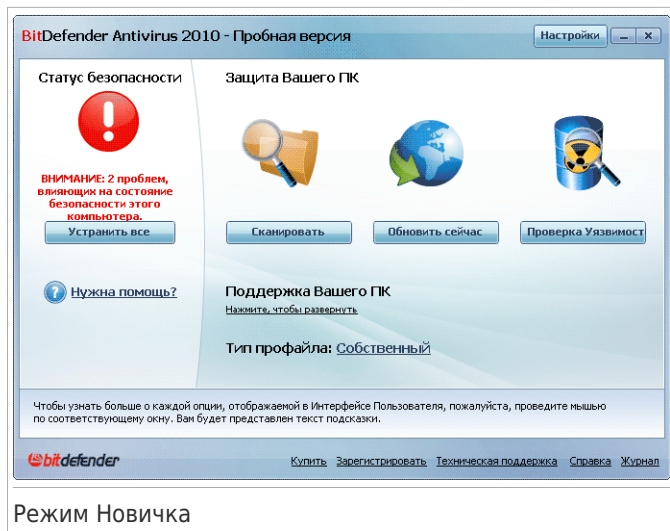 BitDefender Antivirus 2010 - Пробная версия
Настройки
Статус безопасности
ВНИМАНИЕ: 2 проблем,
влияющих на состояние
безопасности этого
компьютера.
Устранить все
Нужна помощь?
Защита Вашего ПК
Сканировать
Обновить сейчас
Проверка Уязвимост
Поддержка Вашего ПК
Нажмите, чтобы развернуть
Тип профайла: Собственный
Чтобы узнать больше о каждой опции, отображаемой в Интерфейсе Пользователя, пожалуйста, проведите мышью
по соответствующему окну. Вам будет представлен текст подсказки.
bitdefender
Купить Зарегистрировать Техническая поддержка Справка Журнал
Режим Новичка